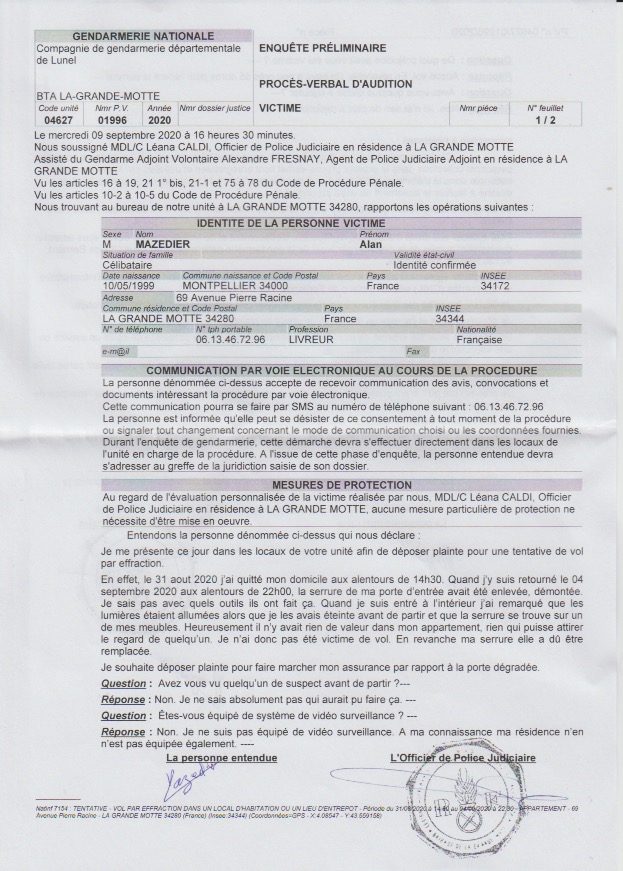 GENDARMERIE NATIONALE
Compagnie de gendarmerie départementale
de Lunel
ENQUÊTE PRÉLIMINAIRE
PROCÈS-VERBAL D'AUDITION
BTA LA-GRANDE-MOTTE
Code unité Nmr P.V. Année Nmr dossier justice VICTIME Nmr pièce N° feuillet
04627 01996 2020 1 / 2
Le mercredi 09 septembre 2020 à 16 heures 30 minutes.
Nous soussigné MDL/C Léana CALDI, Officier de Police Judiciaire en résidence à LA GRANDE MOTTE
Assisté du Gendarme Adjoint Volontaire Alexandre FRESNAY, Agent de Police Judiciaire Adjoint en résidence à LA
GRANDE MOTTE
Vu les articles 16 à 19, 21 1° bis, 21-1 et 75 à 78 du Code de Procédure Pénale.
Vu les articles 10-2 à 10-5 du Code de Procédure Pénale.
Nous trouvant au bureau de notre unité à LA GRANDE MOTTE 34280, rapportons les opérations suivantes :
IDENTITE DE LA PERSONNE VICTIME
Sexe Nom Prénom
M MAZEDIER Alan
Situation de famille Validité état-civil
Célibataire Identité confirmée
Date naissance Commune naissance et Code Postal Pays INSEE
10/05/1999 MONTPELLIER 34000 France 34172
Adresse 69 Avenue Pierre Racine
Commune résidence et Code Postal Pays INSEE
LA GRANDE MOTTE 34280 France 34344
N° de téléphone N° tph portable Profession Nationalité
06.13.46.72.96 LIVREUR Française
e-m@il Fax
COMMUNICATION PAR VOIE ELECTRONIQUE AU COURS DE LA PROCEDURE
La personne dénommée ci-dessus accepte de recevoir communication des avis, convocations et
documents intéressant la procédure par voie électronique.
Cette communication pourra se faire par SMS au numéro de téléphone suivant : 06.13.46.72.96
La personne est informée qu'elle peut se désister de ce consentement à tout moment de la procédure
ou signaler tout changement concernant le mode de communication choisi ou les coordonnées fournies.
Durant l'enquête de gendarmerie, cette démarche devra s'effectuer directement dans les locaux de
l'unité en charge de la procédure. A l'issue de cette phase d'enquête, la personne entendue devra
s'adresser au greffe de la juridiction saisie de son dossier.
MESURES DE PROTECTION
Au regard de l'évaluation personnalisée de la victime réalisée par nous, MDL/C Léana CALDI, Officier
de Police Judiciaire en résidence à LA GRANDE MOTTE, aucune mesure particulière de protection ne
nécessite d'être mise en oeuvre.
Entendons la personne dénommée ci-dessus qui nous déclare :
Je me présente ce jour dans les locaux de votre unité afin de déposer plainte pour une tentative de vol
par effraction.
En effet, le 31 aout 2020 j'ai quitté mon domicile aux alentours de 14h30. Quand j'y suis retourné le 04
septembre 2020 aux alentours de 22h00, la serrure de ma porte d'entrée avait été enlevée, démontée.
Je sais pas avec quels outils ils ont fait ça. Quand je suis entré à l'intérieur j'ai remarqué que les
lumières étaient allumées alors que je les avais éteinte avant de partir et que la serrure se trouve sur un
de mes meubles. Heureusement il n'y avait rien de valeur dans mon appartement, rien qui puisse attirer
le regard de quelqu'un. Je n'ai donc pas été victime de vol. En revanche ma serrure elle a dû être
remplacée.
Je souhaite déposer plainte pour faire marcher mon assurance par rapport à la porte dégradée.
Question : Avez vous vu quelqu'un de suspect avant de partir ?---
Réponse : Non. Je ne sais absolument pas qui aurait pu faire ça. ---
Question : Êtes-vous équipé de système de vidéo surveillance ? ---
Réponse : Non. Je ne suis pas équipé de vidéo surveillance. A ma connaissance ma résidence n'en
n'est pas équipée également. ----
La personne entendue L'Officier de Police Judiciaire
Mazedier
Natinf 7154 : TENTATIVE - VOL PAR EFFRACTION DANS UN LOCAL D'HABITATION OU UN LIEU D'ENTREPOT - Période du 31/08/2020 à 14:30 au 04/09/2020 à 22:30 - APPARTEMENT - 69
Avenue Pierre Racine - LA GRANDE MOTTE 34280 (France) (Insee:34344) (Coordonnées=GPS - X:4.08547 - Y:43.559158)